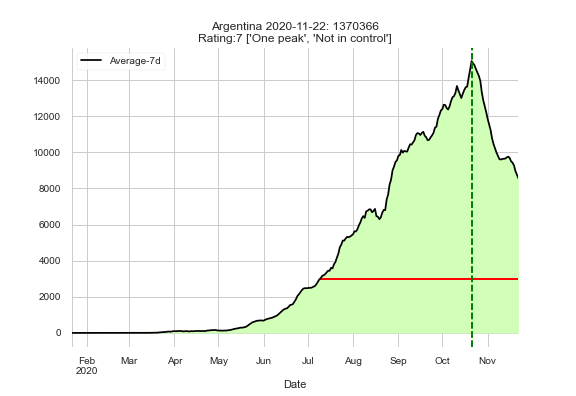 Argentina 2020-11-22: 1370366
Rating:7 ['One peak', 'Not in control']
Average-7d
14000
12000
10000
8000
6000
4000
2000
0
Feb Mar Apr May Jun Jul Aug Sep Oct Nov
2020
Date